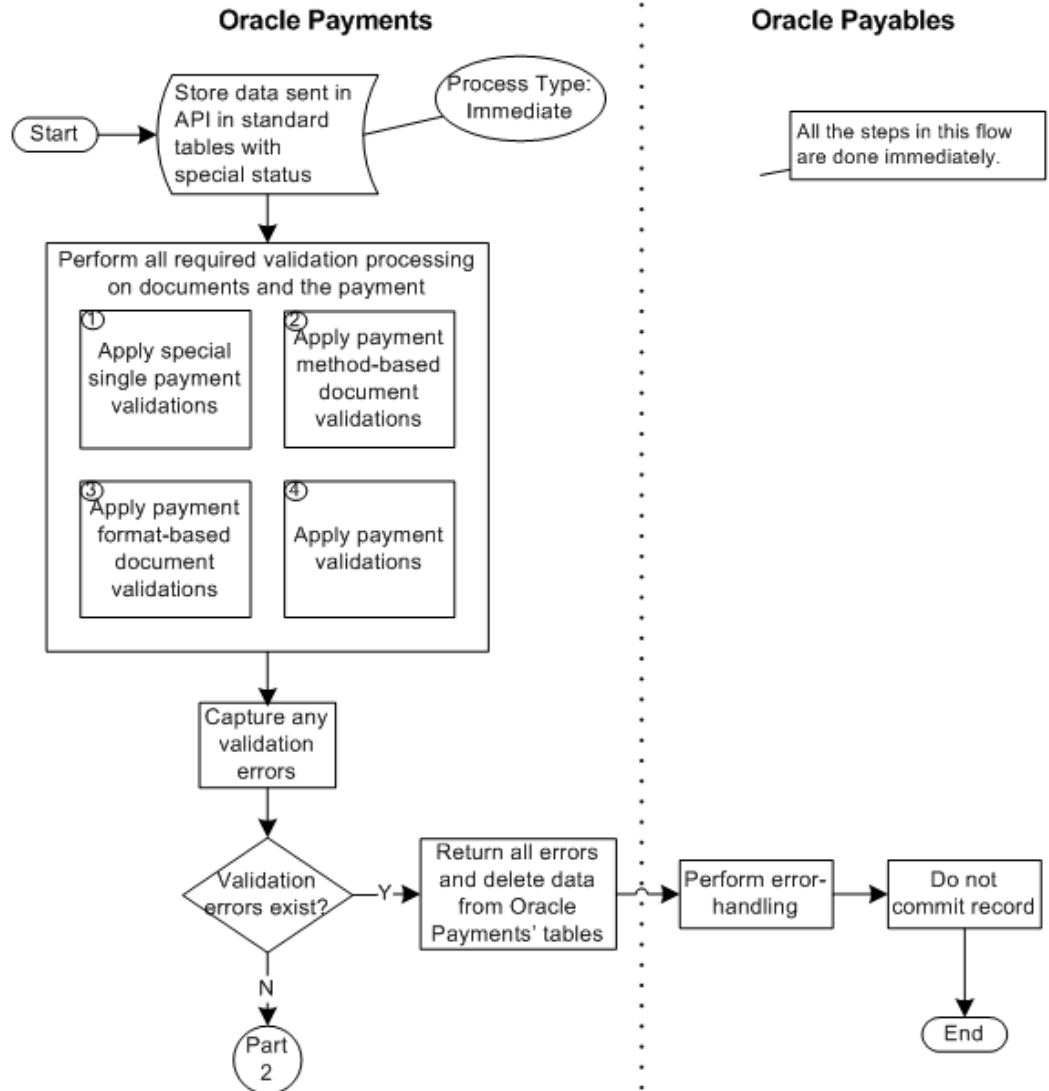 Oracle Payments
Oracle Payables
Start
Store data sent in
API in standard
tables with
special status
Process Type:
Immediate
All the steps in this flow
are done immediately.
Perform all required validation processing
on documents and the payment
1
Apply special
single payment
validations
2
Apply payment
method-based
document
validations
3
Apply payment
format-based
document
validations
4
Apply payment
validations
Capture any
validation
errors
Validation
errors exist?
Y
Return all errors
and delete data
from Oracle
Payments' tables
Perform error-
handling
Do not
commit record
End
N
Part
2